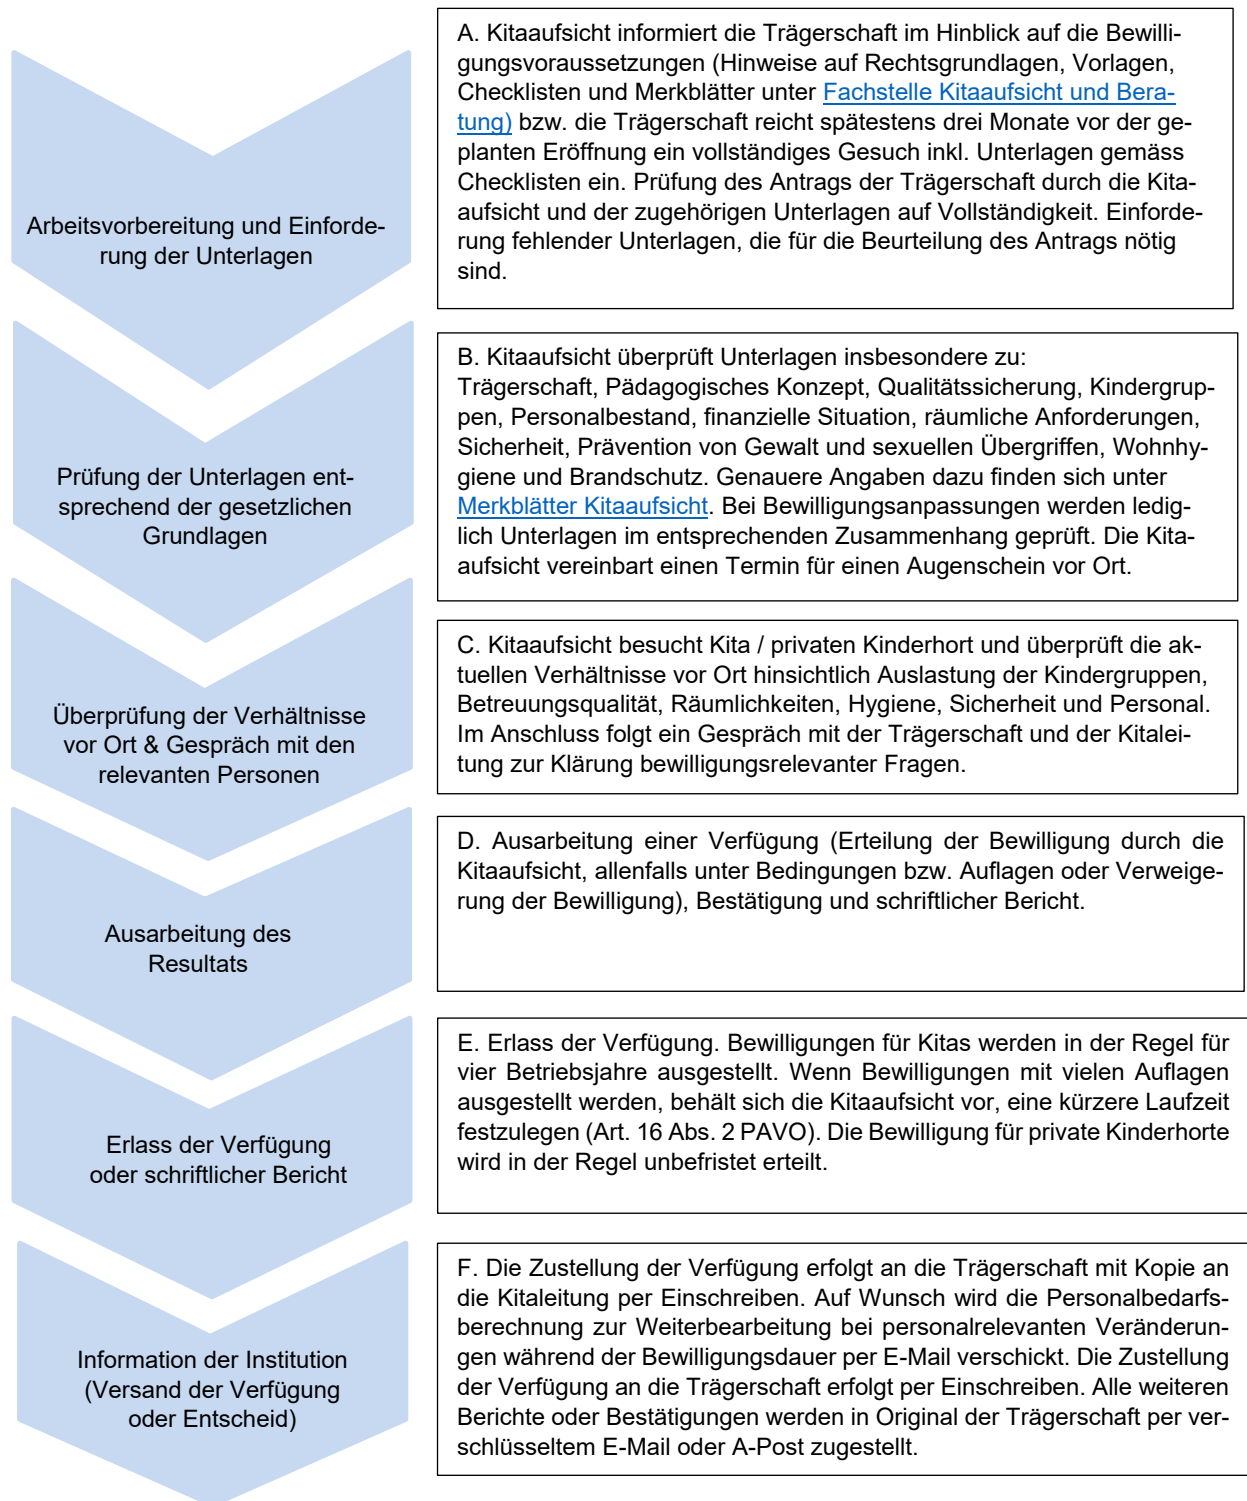 Arbeitsvorbereitung und Einforde-
rung der Unterlagen
A. Kitaaufsicht informiert die Trägerschaft im Hinblick auf die Bewilli-
gungsvoraussetzungen (Hinweise auf Rechtsgrundlagen, Vorlagen,
Checklisten und Merkblätter unter Fachstelle Kitaaufsicht und Bera-
tung) bzw. die Trägerschaft reicht spätestens drei Monate vor der ge-
planten Eröffnung ein vollständiges Gesuch inkl. Unterlagen gemäss
Checklisten ein. Prüfung des Antrags der Trägerschaft durch die Kita-
aufsicht und der zugehörigen Unterlagen auf Vollständigkeit. Einforde-
rung fehlender Unterlagen, die für die Beurteilung des Antrags nötig
sind.
Prüfung der Unterlagen ent-
sprechend der gesetzlichen
Grundlagen
B. Kitaaufsicht überprüft Unterlagen insbesondere zu:
Trägerschaft, Pädagogisches Konzept, Qualitätssicherung, Kindergrup-
pen, Personalbestand, finanzielle Situation, räumliche Anforderungen,
Sicherheit, Prävention von Gewalt und sexuellen Übergriffen, Wohnhy-
giene und Brandschutz. Genauere Angaben dazu finden sich unter
Merkblätter Kitaaufsicht. Bei Bewilligungsanpassungen werden ledig-
lich Unterlagen im entsprechenden Zusammenhang geprüft. Die Kita-
aufsicht vereinbart einen Termin für einen Augenschein vor Ort.
Überprüfung der Verhältnisse
vor Ort & Gespräch mit den
relevanten Personen
C. Kitaaufsicht besucht Kita / privaten Kinderhort und überprüft die ak-
tuellen Verhältnisse vor Ort hinsichtlich Auslastung der Kindergruppen,
Betreuungsqualität, Räumlichkeiten, Hygiene, Sicherheit und Personal.
Im Anschluss folgt ein Gespräch mit der Trägerschaft und der Kitalei-
tung zur Klärung bewilligungsrelevanter Fragen.
Ausarbeitung des
Resultats
D. Ausarbeitung einer Verfügung (Erteilung der Bewilligung durch die
Kitaaufsicht, allenfalls unter Bedingungen bzw. Auflagen oder Verweige-
rung der Bewilligung), Bestätigung und schriftlicher Bericht.
Erlass der Verfügung
oder schriftlicher Bericht
E. Erlass der Verfügung. Bewilligungen für Kitas werden in der Regel für
vier Betriebsjahre ausgestellt. Wenn Bewilligungen mit vielen Auflagen
ausgestellt werden, behält sich die Kitaaufsicht vor, eine kürzere Laufzeit
festzulegen (Art. 16 Abs. 2 PAVO). Die Bewilligung für private Kinderhorte
wird in der Regel unbefristet erteilt.
Information der Institution
(Versand der Verfügung
oder Entscheid)
F. Die Zustellung der Verfügung erfolgt an die Trägerschaft mit Kopie an
die Kitaleitung per Einschreiben. Auf Wunsch wird die Personalbedarfs-
berechnung zur Weiterbearbeitung bei personalrelevanten Veränderun-
gen während der Bewilligungsdauer per E-Mail verschickt. Die Zustellung
der Verfügung an die Trägerschaft erfolgt per Einschreiben. Alle weiteren
Berichte oder Bestätigungen werden in Original der Trägerschaft per ver-
schlüsseltem E-Mail oder A-Post zugestellt.